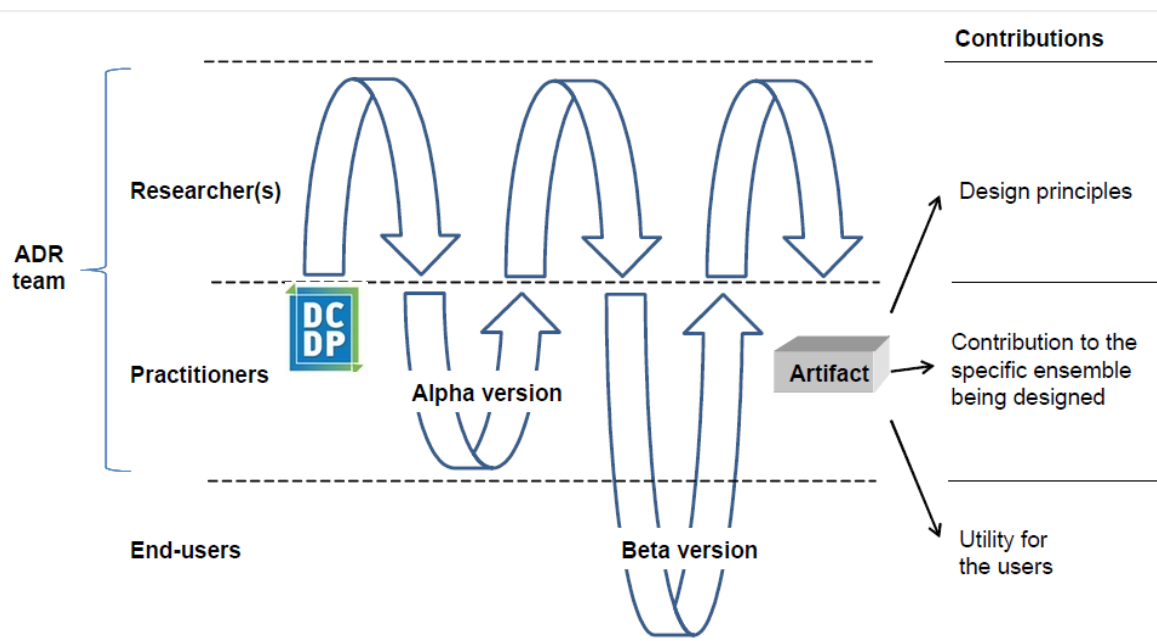 Contributions
Researcher(s)
Design principles
ADR
team
DC
DP
Practitioners
Alpha version
Artifact
Contribution to the
specific ensemble
being designed
End-users
Beta version
Utility for
the users